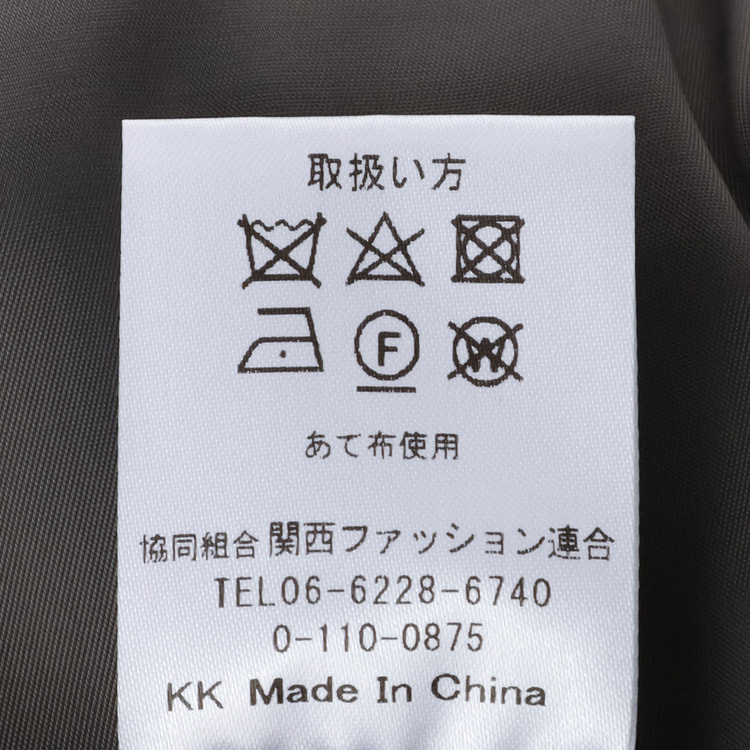 取扱い方
F W
あて布使用
協同組合 関西ファッション連合
TEL06-6228-6740
0-110-0875
KK Made In China